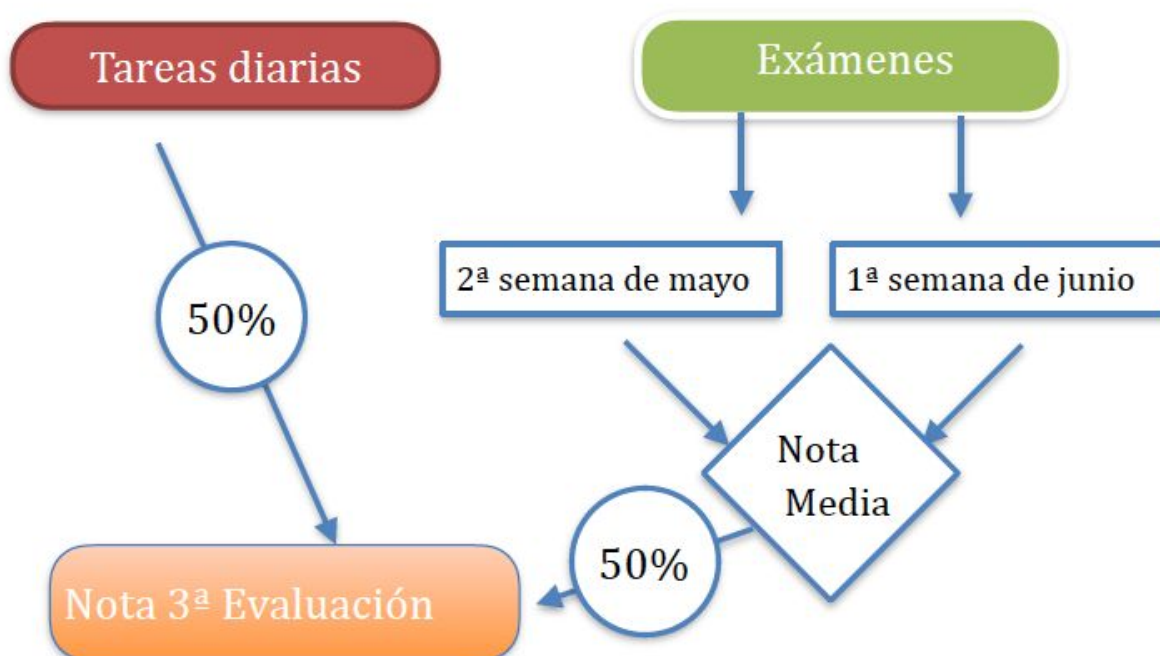 Tareas diarias
Exámenes
2ª semana de mayo
1ª semana de junio
50%
Nota
Media
50%
Nota 3ª Evaluación